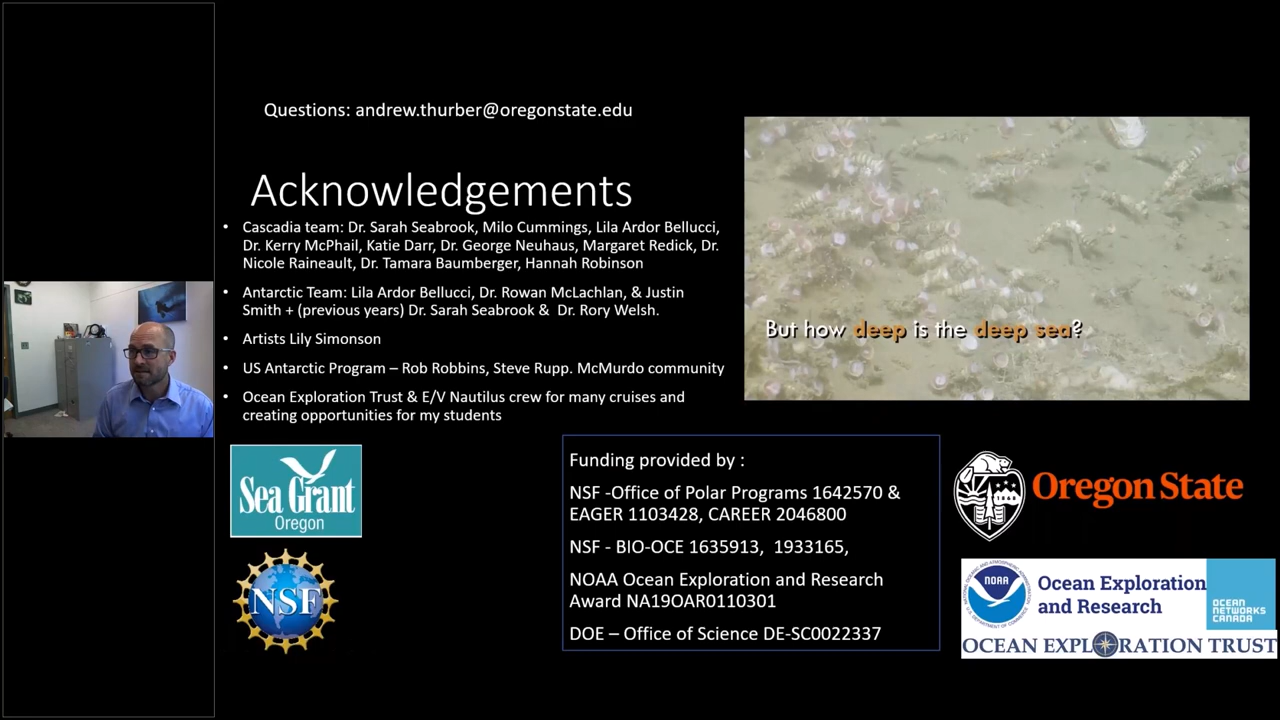 Questions: andrew.thurber@oregonstate.edu
Acknowledgements
• Cascadia team: Dr. Sarah Seabrook, Milo Cummings, Lila Ardor Bellucci,
Dr. Kerry McPhail, Katie Darr, Dr. George Neuhaus, Margaret Redick, Dr.
Nicole Raineault, Dr. Tamara Baumberger, Hannah Robinson
• Antarctic Team: Lila Ardor Bellucci, Dr. Rowan McLachlan, & Justin
Smith + (previous years) Dr. Sarah Seabrook & Dr. Rory Welsh.
• Artists Lily Simonson
• US Antarctic Program – Rob Robbins, Steve Rupp. McMurdo community
• Ocean Exploration Trust & E/V Nautilus crew for many cruises and
creating opportunities for my students
But how deep is the deep sea?
Sea Grant
Oregon
NSF
Funding provided by :
NSF -Office of Polar Programs 1642570 &
EAGER 1103428, CAREER 2046800
NSF - BIO-OCE 1635913, 1933165,
NOAA Ocean Exploration and Research
Award NA19OAR0110301
DOE – Office of Science DE-SC0022337
Oregon State
NOAA
Ocean Exploration
and Research
OCEAN
NETWORKS
CANADA
OCEAN EXPLORATION TRUST